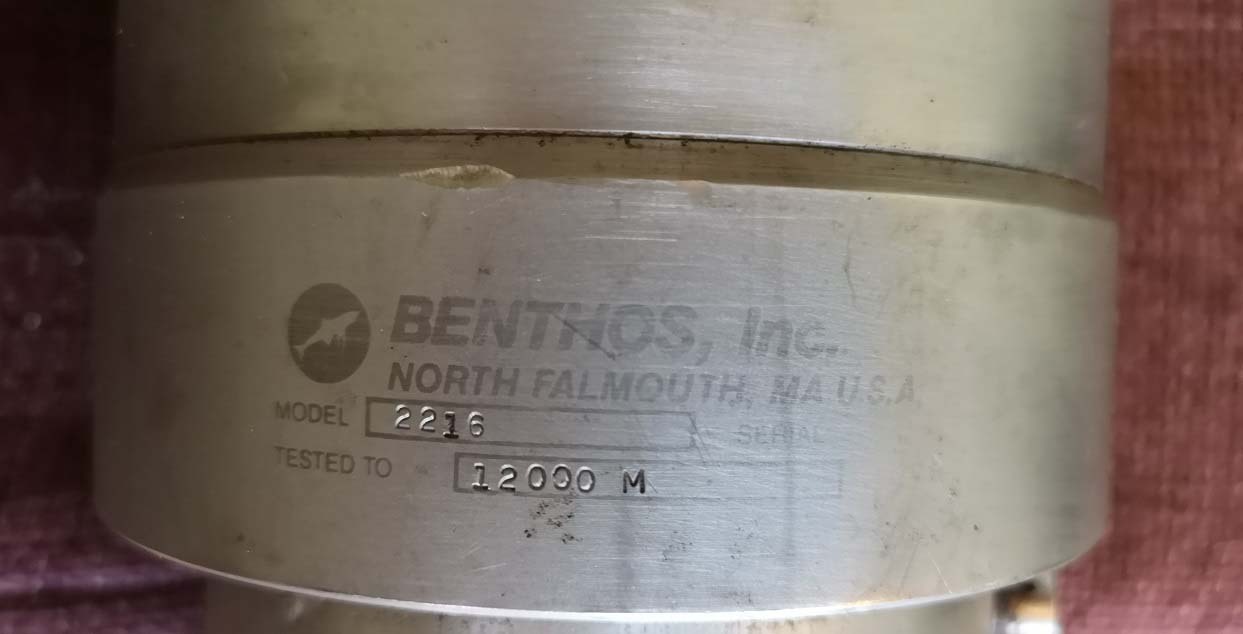 BENTHOS, Inc.
NORTH FALMOUTH, MA U.S.A.
MODEL 2216 SERIAL
TESTED TO 12000 M